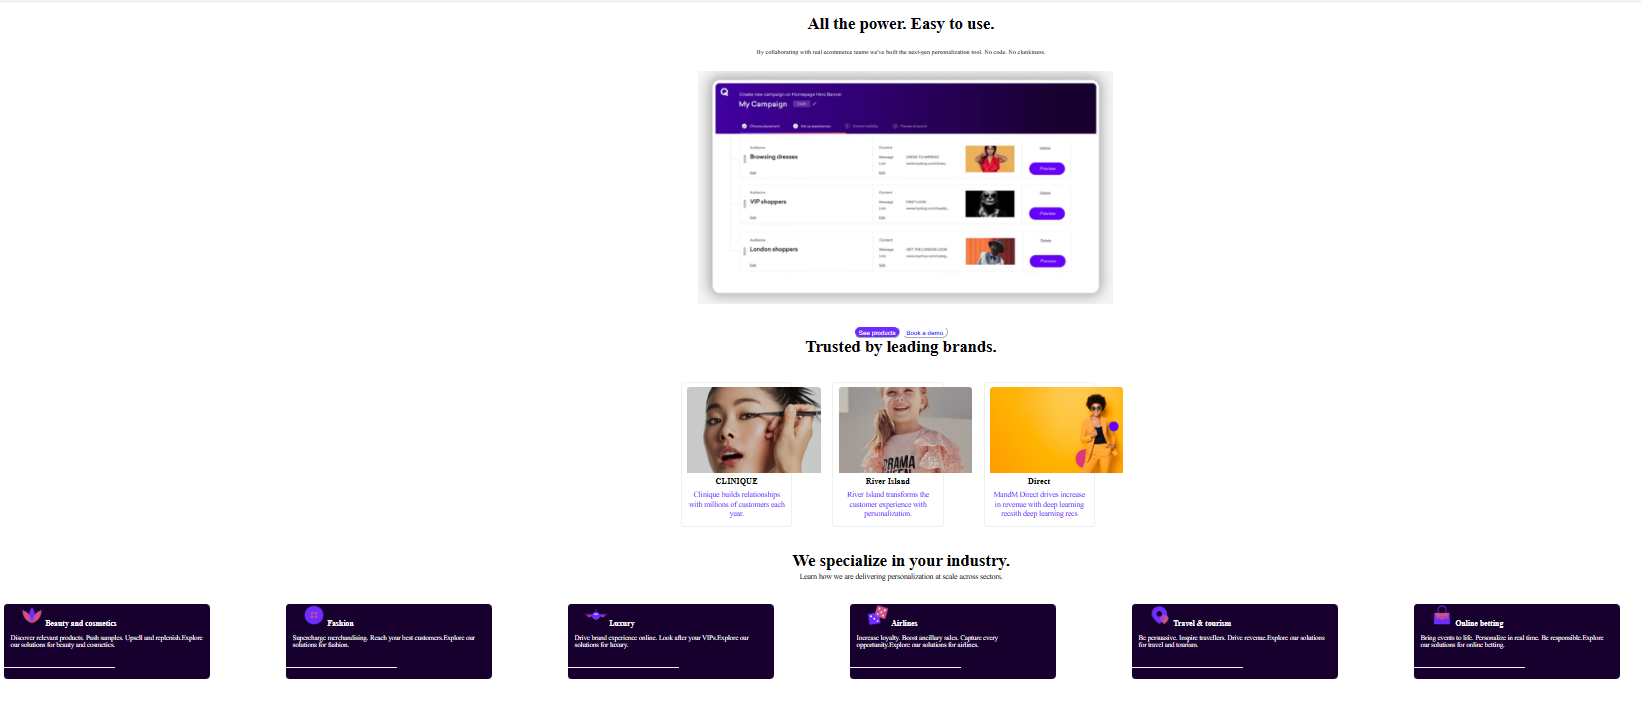 All the power. Easy to use.
By collaborating with real ecommerce teams we've built the next-gen personalization tool. No code. No clunkiness.
Create new campaign on Homepage Hero Banner
My Campaign
Choose placement
Set up experiences
Control visibility
Preview & launch
Audience
Browsing dresses
Edit
Content
Message DRESS TO IMPRESS
Link
Edit
Delete
Preview
Audience
VIP shoppers
Edit
Content
Message FIRST LOOK
Link
Edit
Delete
Preview
Audience
London shoppers
Edit
Content
Message GET THE LONDON LOOK
Link
Edit
Delete
Preview
See products Book a demo
Trusted by leading brands.
DRAMA
QUEEN
CLINIQUE
Clinique builds relationships
with millions of customers each
year.
River Island
River Island transforms the
customer experience with
personalization.
Direct
MandM Direct drives increase
in revenue with deep learning
recsith deep learning recs
We specialize in your industry.
Learn how we are delivering personalization at scale across sectors.
Beauty and cosmetics
Discover relevant products. Push samples. Upsell and replenish.Explore
our solutions for beauty and cosmetics.
Fashion
Supercharge merchandising. Reach your best customers.Explore our
solutions for fashion.
Luxury
Drive brand experience online. Look after your VIPs.Explore our
solutions for luxury.
Airlines
Increase loyalty. Boost ancillary sales. Capture every
opportunity.Explore our solutions for airlines.
Travel & tourism
Be persuasive. Inspire travellers. Drive revenue.Explore our solutions
for travel and tourism.
Online betting
Bring events to life. Personalize in real time. Be responsible.Explore
our solutions for online betting.